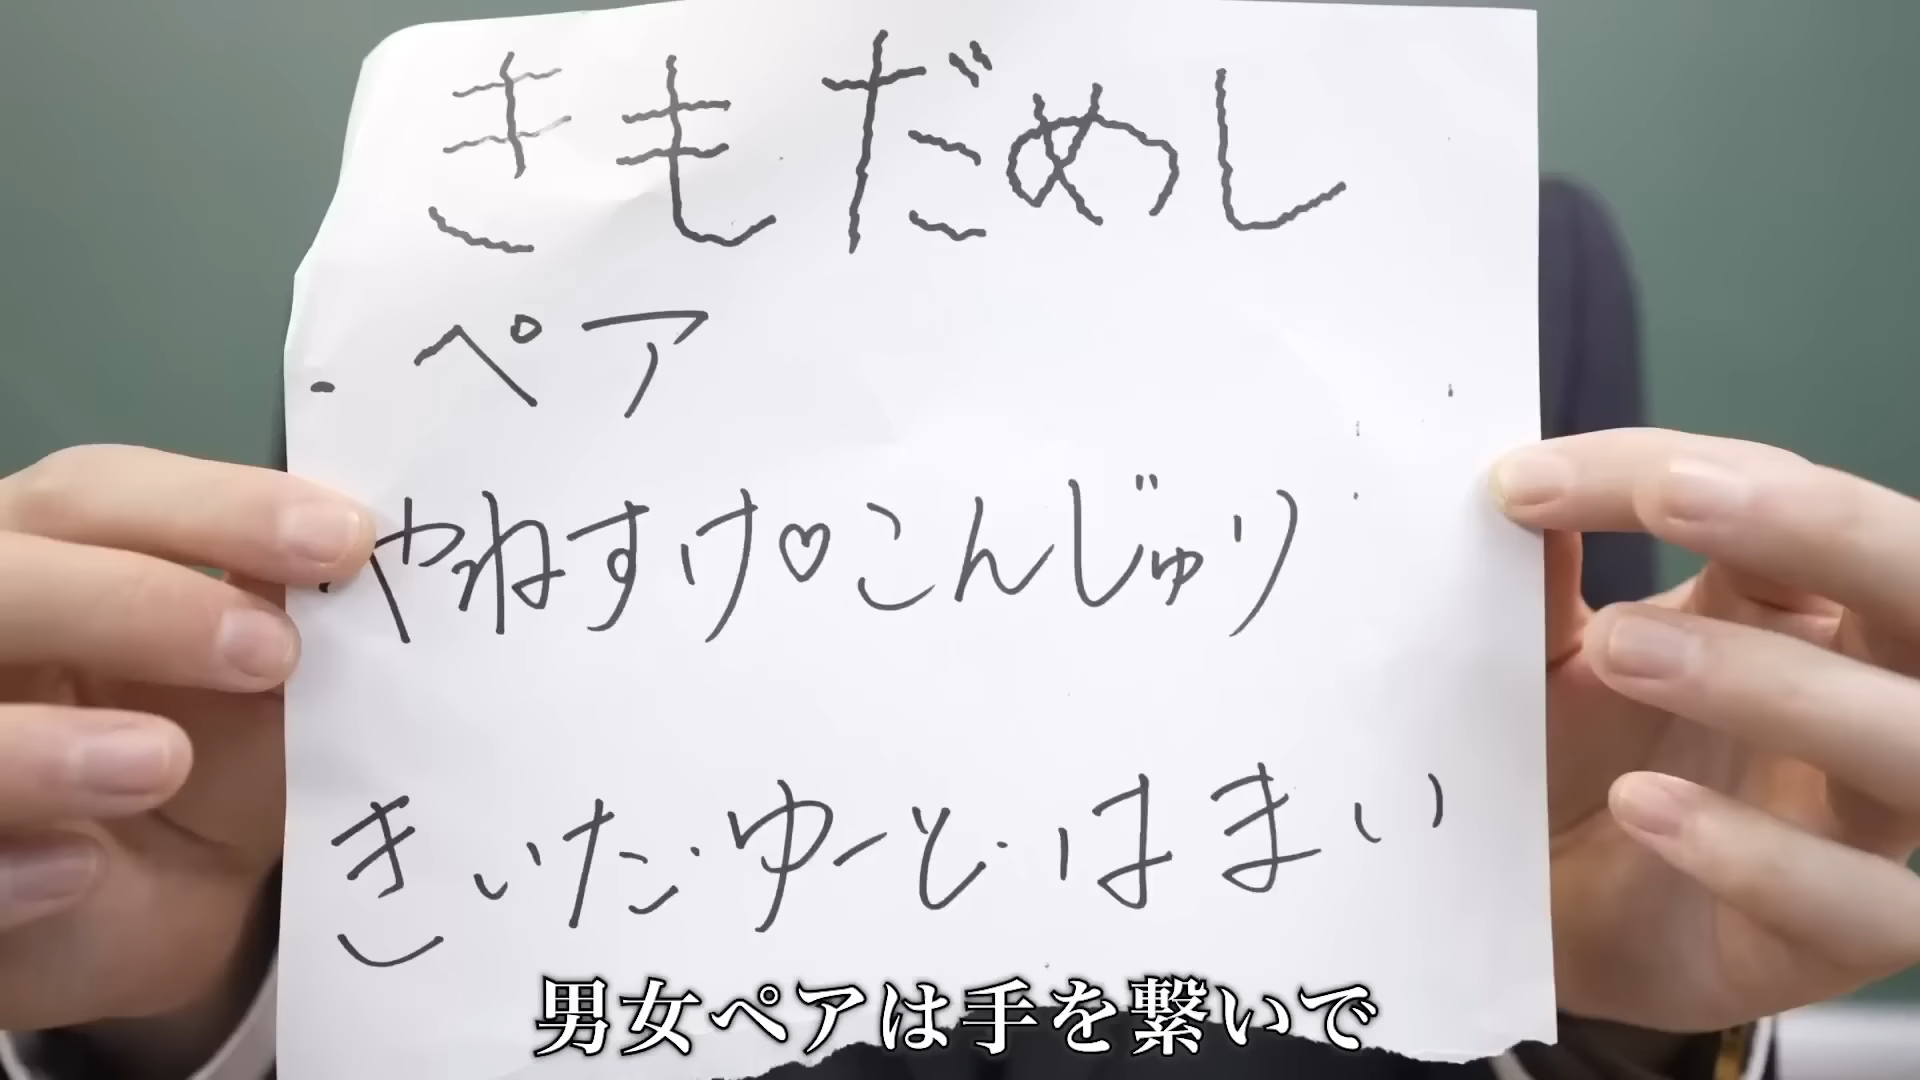 きもだめし
・ペア
やねすけ♡こんじゅり
きいた・ゆーと・はまい
男女ペアは手を繋いで